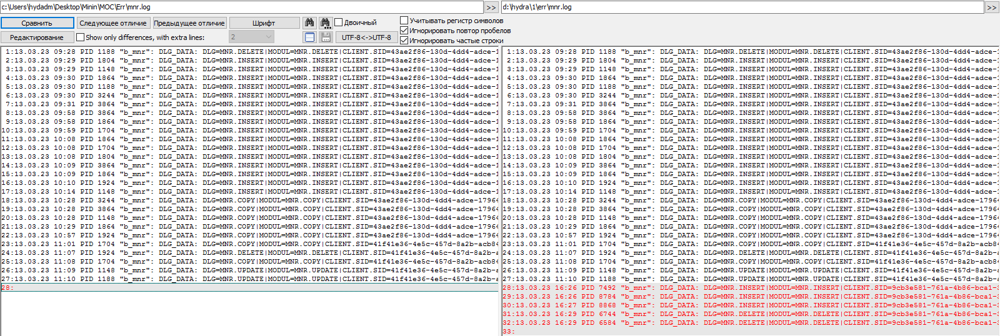 c:\Users\hydadm\Desktop\Minin\MOC\Err\mnr.log >> d:\hydra\1\err\mnr.log >>
Сравнить Следующее отличие Предыдущее отличие Шрифт Двоичный Учитывать регистр символов
Игнорировать повтор пробелов
Редактирование Show only differences, with extra lines: 2 UTF-8<->UTF-8 Игнорировать частые строки
1:13.03.23 09:28 PID 1188 "b_mnr": DLG_DATA: DLG=MNR.DELETE|MODUL=MNR.DELETE|CLIENT.SID=43ae2f86-130d-4dd4-adce-1
2:13.03.23 09:29 PID 1804 "b_mnr": DLG_DATA: DLG=MNR.INSERT|MODUL=MNR.INSERT|CLIENT.SID=43ae2f86-130d-4dd4-adce-1
3:13.03.23 09:29 PID 1148 "b_mnr": DLG_DATA: DLG=MNR.INSERT|MODUL=MNR.INSERT|CLIENT.SID=43ae2f86-130d-4dd4-adce-1
4:13.03.23 09:30 PID 1864 "b_mnr": DLG_DATA: DLG=MNR.INSERT|MODUL=MNR.INSERT|CLIENT.SID=43ae2f86-130d-4dd4-adce-1
5:13.03.23 09:30 PID 1188 "b_mnr": DLG_DATA: DLG=MNR.INSERT|MODUL=MNR.INSERT|CLIENT.SID=43ae2f86-130d-4dd4-adce-1
6:13.03.23 09:30 PID 3244 "b_mnr": DLG_DATA: DLG=MNR.INSERT|MODUL=MNR.INSERT|CLIENT.SID=43ae2f86-130d-4dd4-adce-1
7:13.03.23 09:31 PID 3864 "b_mnr": DLG_DATA: DLG=MNR.INSERT|MODUL=MNR.INSERT|CLIENT.SID=43ae2f86-130d-4dd4-adce-1
8:13.03.23 09:58 PID 3864 "b_mnr": DLG_DATA: DLG=MNR.INSERT|MODUL=MNR.INSERT|CLIENT.SID=43ae2f86-130d-4dd4-adce-1
9:13.03.23 09:58 PID 1864 "b_mnr": DLG_DATA: DLG=MNR.INSERT|MODUL=MNR.INSERT|CLIENT.SID=43ae2f86-130d-4dd4-adce-1
10:13.03.23 09:59 PID 1704 "b_mnr": DLG_DATA: DLG=MNR.INSERT|MODUL=MNR.INSERT|CLIENT.SID=43ae2f86-130d-4dd4-adce-1
11:13.03.23 10:08 PID 1864 "b_mnr": DLG_DATA: DLG=MNR.INSERT|MODUL=MNR.INSERT|CLIENT.SID=43ae2f86-130d-4dd4-adce-1
12:13.03.23 10:08 PID 1704 "b_mnr": DLG_DATA: DLG=MNR.INSERT|MODUL=MNR.INSERT|CLIENT.SID=43ae2f86-130d-4dd4-adce-1
13:13.03.23 10:08 PID 1804 "b_mnr": DLG_DATA: DLG=MNR.INSERT|MODUL=MNR.INSERT|CLIENT.SID=43ae2f86-130d-4dd4-adce-1
14:13.03.23 10:09 PID 3864 "b_mnr": DLG_DATA: DLG=MNR.INSERT|MODUL=MNR.INSERT|CLIENT.SID=43ae2f86-130d-4dd4-adce-1
15:13.03.23 10:09 PID 1864 "b_mnr": DLG_DATA: DLG=MNR.INSERT|MODUL=MNR.INSERT|CLIENT.SID=43ae2f86-130d-4dd4-adce-1
16:13.03.23 10:10 PID 1924 "b_mnr": DLG_DATA: DLG=MNR.INSERT|MODUL=MNR.INSERT|CLIENT.SID=43ae2f86-130d-4dd4-adce-1
17:13.03.23 10:14 PID 1148 "b_mnr": DLG_DATA: DLG=MNR.INSERT|MODUL=MNR.INSERT|CLIENT.SID=43ae2f86-130d-4dd4-adce-1
18:13.03.23 10:28 PID 3244 "b_mnr": DLG_DATA: DLG=MNR.COPY|MODUL=MNR.COPY|CLIENT.SID=43ae2f86-130d-4dd4-adce-17964
19:13.03.23 10:28 PID 3864 "b_mnr": DLG_DATA: DLG=MNR.COPY|MODUL=MNR.COPY|CLIENT.SID=43ae2f86-130d-4dd4-adce-17964
20:13.03.23 10:28 PID 1148 "b_mnr": DLG_DATA: DLG=MNR.COPY|MODUL=MNR.COPY|CLIENT.SID=43ae2f86-130d-4dd4-adce-17964
21:13.03.23 10:29 PID 1864 "b_mnr": DLG_DATA: DLG=MNR.COPY|MODUL=MNR.COPY|CLIENT.SID=43ae2f86-130d-4dd4-adce-17964
22:13.03.23 10:57 PID 1924 "b_mnr": DLG_DATA: DLG=MNR.COPY|MODUL=MNR.COPY|CLIENT.SID=43ae2f86-130d-4dd4-adce-17964
23:13.03.23 11:01 PID 1704 "b_mnr": DLG_DATA: DLG=MNR.COPY|MODUL=MNR.COPY|CLIENT.SID=41f41e36-4e5c-457d-8a2b-acb84
24:13.03.23 11:07 PID 1924 "b_mnr": DLG_DATA: DLG=MNR.DELETE|MODUL=MNR.DELETE|CLIENT.SID=41f41e36-4e5c-457d-8a2b-a
25:13.03.23 11:08 PID 1704 "b_mnr": DLG_DATA: DLG=MNR.COPY|MODUL=MNR.COPY|CLIENT.SID=41f41e36-4e5c-457d-8a2b-acb84
26:13.03.23 11:09 PID 1148 "b_mnr": DLG_DATA: DLG=MNR.UPDATE|MODUL=MNR.UPDATE|CLIENT.SID=41f41e36-4e5c-457d-8a2b-a
27:13.03.23 11:10 PID 1188 "b_mnr": DLG_DATA: DLG=MNR.UPDATE|MODUL=MNR.UPDATE|CLIENT.SID=41f41e36-4e5c-457d-8a2b-a
28:
1:13.03.23 09:28 PID 1188 "b_mnr": DLG_DATA: DLG=MNR.DELETE|MODUL=MNR.DELETE|CLIENT.SID=43ae2f86-130d-4dd4-adce-1
2:13.03.23 09:29 PID 1804 "b_mnr": DLG_DATA: DLG=MNR.INSERT|MODUL=MNR.INSERT|CLIENT.SID=43ae2f86-130d-4dd4-adce-1
3:13.03.23 09:29 PID 1148 "b_mnr": DLG_DATA: DLG=MNR.INSERT|MODUL=MNR.INSERT|CLIENT.SID=43ae2f86-130d-4dd4-adce-1
4:13.03.23 09:30 PID 1864 "b_mnr": DLG_DATA: DLG=MNR.INSERT|MODUL=MNR.INSERT|CLIENT.SID=43ae2f86-130d-4dd4-adce-1
5:13.03.23 09:30 PID 1188 "b_mnr": DLG_DATA: DLG=MNR.INSERT|MODUL=MNR.INSERT|CLIENT.SID=43ae2f86-130d-4dd4-adce-1
6:13.03.23 09:30 PID 3244 "b_mnr": DLG_DATA: DLG=MNR.INSERT|MODUL=MNR.INSERT|CLIENT.SID=43ae2f86-130d-4dd4-adce-1
7:13.03.23 09:31 PID 3864 "b_mnr": DLG_DATA: DLG=MNR.INSERT|MODUL=MNR.INSERT|CLIENT.SID=43ae2f86-130d-4dd4-adce-1
8:13.03.23 09:58 PID 3864 "b_mnr": DLG_DATA: DLG=MNR.INSERT|MODUL=MNR.INSERT|CLIENT.SID=43ae2f86-130d-4dd4-adce-1
9:13.03.23 09:58 PID 1864 "b_mnr": DLG_DATA: DLG=MNR.INSERT|MODUL=MNR.INSERT|CLIENT.SID=43ae2f86-130d-4dd4-adce-1
10:13.03.23 09:59 PID 1704 "b_mnr": DLG_DATA: DLG=MNR.INSERT|MODUL=MNR.INSERT|CLIENT.SID=43ae2f86-130d-4dd4-adce-1
11:13.03.23 10:08 PID 1864 "b_mnr": DLG_DATA: DLG=MNR.INSERT|MODUL=MNR.INSERT|CLIENT.SID=43ae2f86-130d-4dd4-adce-1
12:13.03.23 10:08 PID 1704 "b_mnr": DLG_DATA: DLG=MNR.INSERT|MODUL=MNR.INSERT|CLIENT.SID=43ae2f86-130d-4dd4-adce-1
13:13.03.23 10:08 PID 1804 "b_mnr": DLG_DATA: DLG=MNR.INSERT|MODUL=MNR.INSERT|CLIENT.SID=43ae2f86-130d-4dd4-adce-1
14:13.03.23 10:09 PID 3864 "b_mnr": DLG_DATA: DLG=MNR.INSERT|MODUL=MNR.INSERT|CLIENT.SID=43ae2f86-130d-4dd4-adce-1
15:13.03.23 10:09 PID 1864 "b_mnr": DLG_DATA: DLG=MNR.INSERT|MODUL=MNR.INSERT|CLIENT.SID=43ae2f86-130d-4dd4-adce-1
16:13.03.23 10:10 PID 1924 "b_mnr": DLG_DATA: DLG=MNR.INSERT|MODUL=MNR.INSERT|CLIENT.SID=43ae2f86-130d-4dd4-adce-1
17:13.03.23 10:14 PID 1148 "b_mnr": DLG_DATA: DLG=MNR.INSERT|MODUL=MNR.INSERT|CLIENT.SID=43ae2f86-130d-4dd4-adce-1
18:13.03.23 10:28 PID 3244 "b_mnr": DLG_DATA: DLG=MNR.COPY|MODUL=MNR.COPY|CLIENT.SID=43ae2f86-130d-4dd4-adce-17964
19:13.03.23 10:28 PID 3864 "b_mnr": DLG_DATA: DLG=MNR.COPY|MODUL=MNR.COPY|CLIENT.SID=43ae2f86-130d-4dd4-adce-17964
20:13.03.23 10:28 PID 1148 "b_mnr": DLG_DATA: DLG=MNR.COPY|MODUL=MNR.COPY|CLIENT.SID=43ae2f86-130d-4dd4-adce-17964
21:13.03.23 10:29 PID 1864 "b_mnr": DLG_DATA: DLG=MNR.COPY|MODUL=MNR.COPY|CLIENT.SID=43ae2f86-130d-4dd4-adce-17964
22:13.03.23 10:57 PID 1924 "b_mnr": DLG_DATA: DLG=MNR.COPY|MODUL=MNR.COPY|CLIENT.SID=43ae2f86-130d-4dd4-adce-17964
23:13.03.23 11:01 PID 1704 "b_mnr": DLG_DATA: DLG=MNR.COPY|MODUL=MNR.COPY|CLIENT.SID=41f41e36-4e5c-457d-8a2b-acb84
24:13.03.23 11:07 PID 1924 "b_mnr": DLG_DATA: DLG=MNR.DELETE|MODUL=MNR.DELETE|CLIENT.SID=41f41e36-4e5c-457d-8a2b-a
25:13.03.23 11:08 PID 1704 "b_mnr": DLG_DATA: DLG=MNR.COPY|MODUL=MNR.COPY|CLIENT.SID=41f41e36-4e5c-457d-8a2b-acb84
26:13.03.23 11:09 PID 1148 "b_mnr": DLG_DATA: DLG=MNR.UPDATE|MODUL=MNR.UPDATE|CLIENT.SID=41f41e36-4e5c-457d-8a2b-a
27:13.03.23 11:10 PID 1188 "b_mnr": DLG_DATA: DLG=MNR.UPDATE|MODUL=MNR.UPDATE|CLIENT.SID=41f41e36-4e5c-457d-8a2b-a
28:13.03.23 16:26 PID 7492 "b_mnr": DLG_DATA: DLG=MNR.INSERT|MODUL=MNR.INSERT|CLIENT.SID=9cb3e581-761a-4b86-bca1-3
29:13.03.23 16:26 PID 8784 "b_mnr": DLG_DATA: DLG=MNR.INSERT|MODUL=MNR.INSERT|CLIENT.SID=9cb3e581-761a-4b86-bca1-3
30:13.03.23 16:27 PID 8868 "b_mnr": DLG_DATA: DLG=MNR.INSERT|MODUL=MNR.INSERT|CLIENT.SID=9cb3e581-761a-4b86-bca1-3
31:13.03.23 16:29 PID 6744 "b_mnr": DLG_DATA: DLG=MNR.DELETE|MODUL=MNR.DELETE|CLIENT.SID=9cb3e581-761a-4b86-bca1-3
32:13.03.23 16:29 PID 6584 "b_mnr": DLG_DATA: DLG=MNR.DELETE|MODUL=MNR.DELETE|CLIENT.SID=9cb3e581-761a-4b86-bca1-3
33: